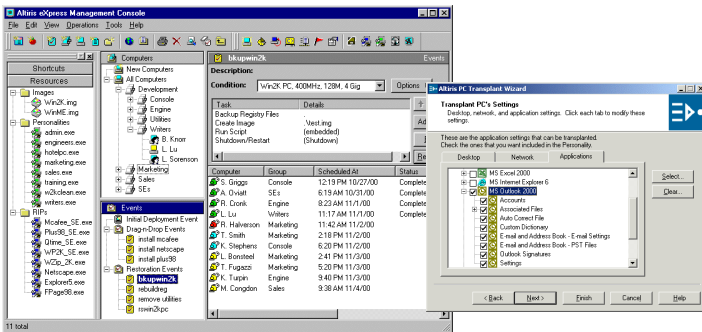 Altiris eXpress Management Console
File Edit View Operations Tools Help
Shortcuts
Resources
Images
Win2K.img
WinME.img
Personalities
admin.exe
engineers.exe
hotelpc.exe
marketing.exe
sales.exe
training.exe
w2kclean.exe
writers.exe
RIPs
Mcafee_SE.exe
Plus98_SE.exe
Qtime_SE.exe
WP2K_SE.exe
WZip_2K.exe
Netscape.exe
Explorer5.exe
FPage98.exe
11 total
Computers
New Computers
All Computers
Development
Console
Engine
Utilities
Writers
B. Knorr
L. Lu
L. Sorenson
Marketing
Sales
SEs
Events
Initial Deployment Event
Drag-n-Drop Events
install mcafee
install netscape
install plus98
Restoration Events
bkupwin2k
rebuildreg
remove utilities
rswin2kpc
bkupwin2k Events
Description:
Condition: Win2K PC, 400MHz, 128M, 4 Gig Options
Task Details
Backup Registry Files .
Create Image .\test.img
Run Script (embedded)
Shutdown/Restart (Shutdown)
Computer Group Scheduled At Status
S. Griggs Console 12:19 PM 10/27/00 Complete
A. Oviatt SEs 6:19 AM 10/31/00 Complete
R. Dronk Engine 8:23 AM 11/1/00 Complete
L. Lu Writers 11:17 AM 11/1/00 Complete
R. Halverson Marketing 11:42 AM 11/2/00
T. Smith Marketing 2:18 PM 11/2/00
K. Stephens Console 6:20 PM 11/2/00
L. Bonsteel Marketing 2:41 PM 11/3/00
T. Fugazzi Marketing 5:20 PM 11/3/00
K. Turpin Engine 9:40 PM 11/3/00
M. Congdon Sales 9:38 AM 11/4/00
Altiris PC Transplant Wizard
Transplant PC's Settings
Desktop, network, and application settings. Click each tab to modify these
settings.
These are the application settings that can be transplanted.
Check the ones that you want included in the Personality.
Desktop Network Applications
MS Excel 2000
MS Internet Explorer 6
MS Outlook 2000
Accounts
Associated Files
Auto Correct File
Custom Dictionary
E-mail and Address Book - E-mail Settings
E-mail and Address Book - PST Files
Outlook Signatures
Settings
Select...
Clear...
< Back Next > Finish Cancel Help